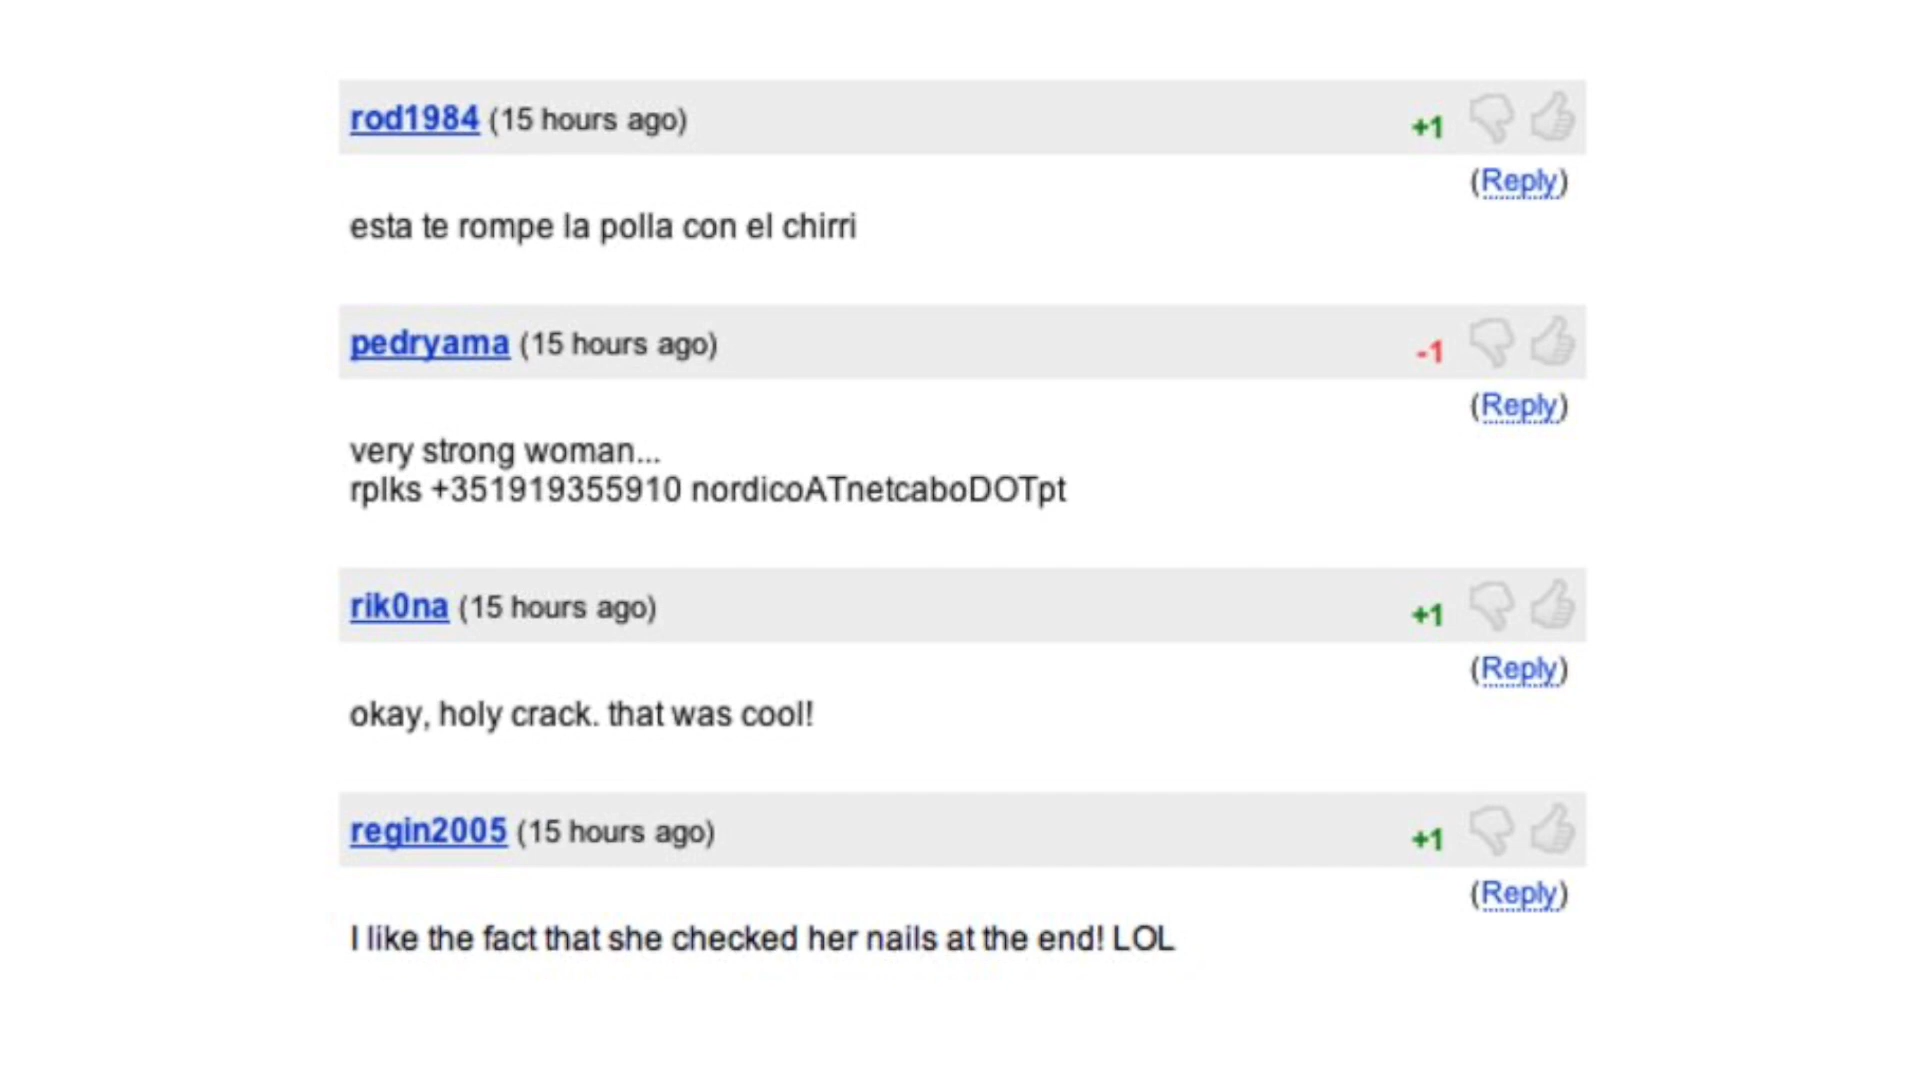 rod1984 (15 hours ago) +1
(Reply)
esta te rompe la polla con el chirri
pedryama (15 hours ago) -1
(Reply)
very strong woman...
rplks +351919355910 nordicoATnetcaboDOTpt
rik0na (15 hours ago) +1
(Reply)
okay, holy crack. that was cool!
regin2005 (15 hours ago) +1
(Reply)
I like the fact that she checked her nails at the end! LOL